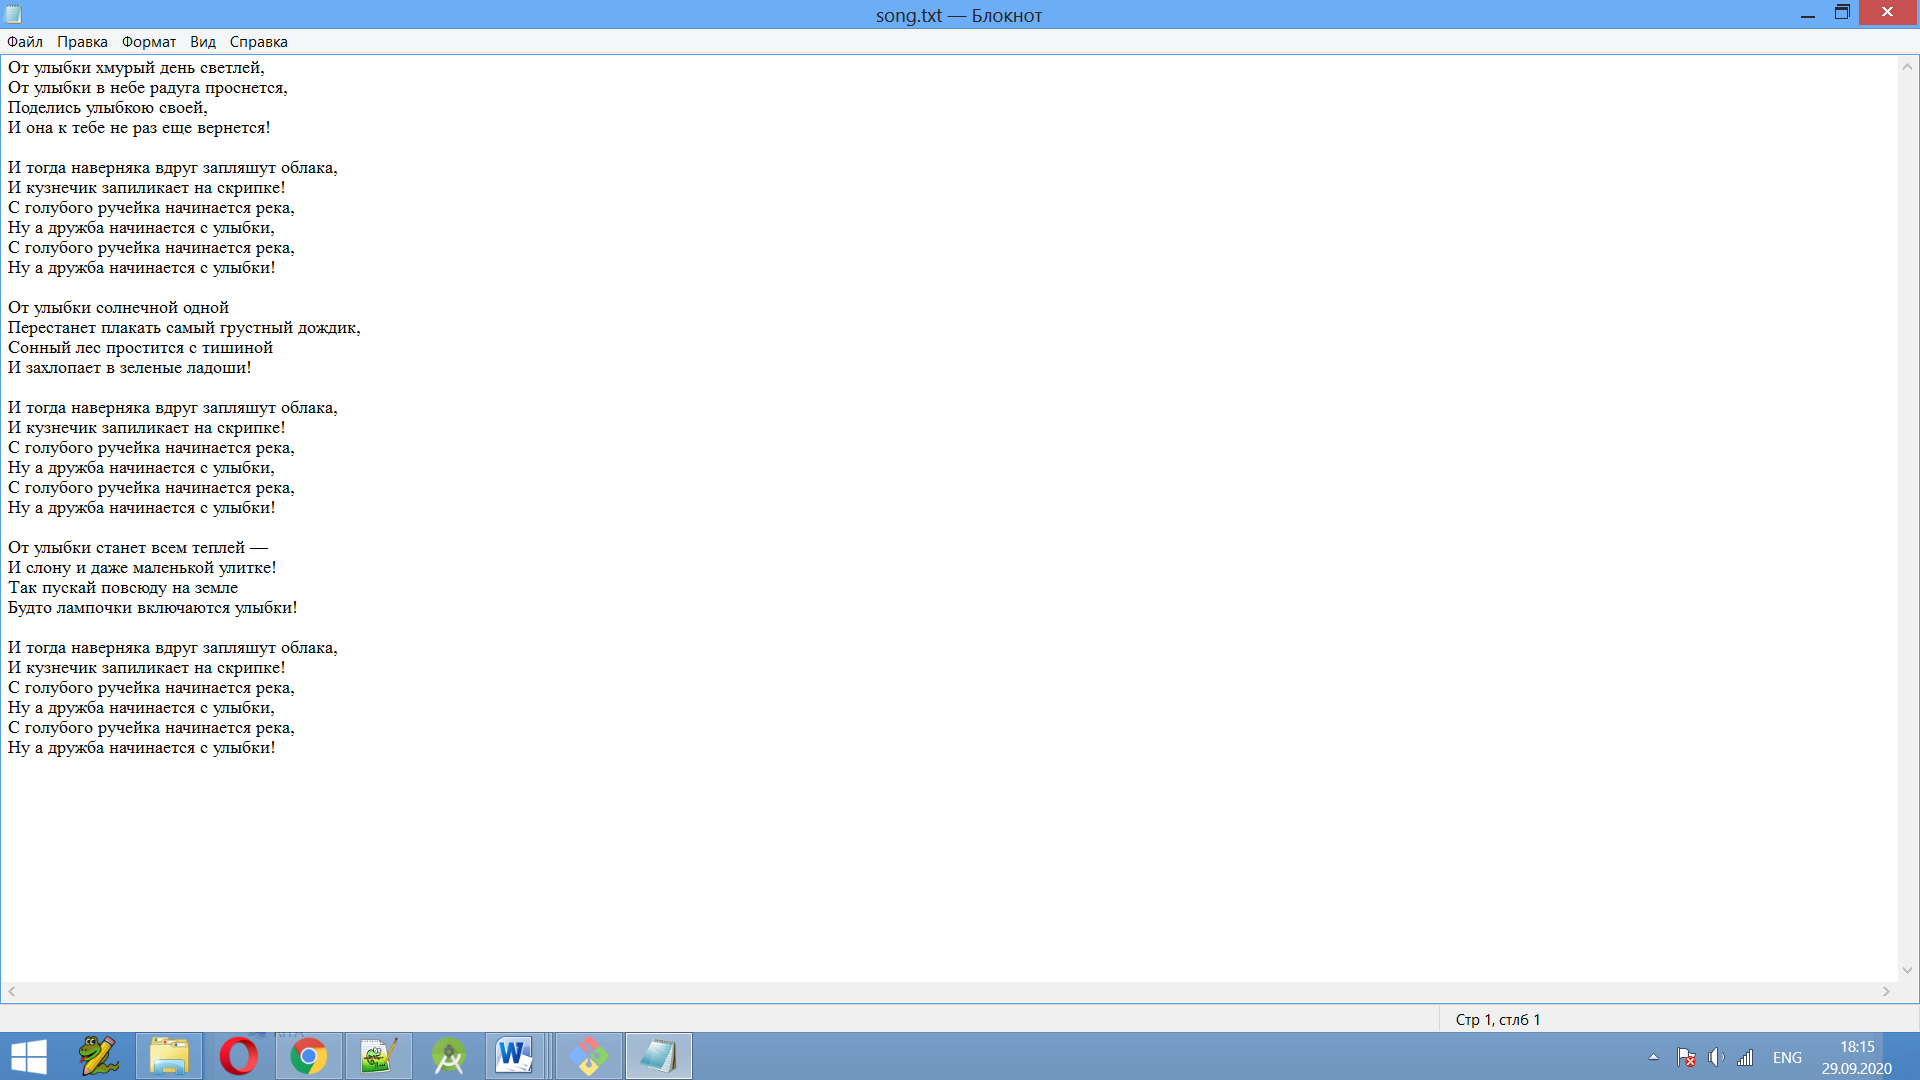 song.txt — Блокнот
Файл Правка Формат Вид Справка
От улыбки хмурый день светлей,
От улыбки в небе радуга проснется,
Поделись улыбкою своей,
И она к тебе не раз еще вернется!

И тогда наверняка вдруг запляшут облака,
И кузнечик запиликает на скрипке!
С голубого ручейка начинается река,
Ну а дружба начинается с улыбки,
С голубого ручейка начинается река,
Ну а дружба начинается с улыбки!

От улыбки солнечной одной
Перестанет плакать самый грустный дождик,
Сонный лес простится с тишиной
И захлопает в зеленые ладоши!

И тогда наверняка вдруг запляшут облака,
И кузнечик запиликает на скрипке!
С голубого ручейка начинается река,
Ну а дружба начинается с улыбки,
С голубого ручейка начинается река,
Ну а дружба начинается с улыбки!

От улыбки станет всем теплей —
И слону и даже маленькой улитке!
Так пускай повсюду на земле
Будто лампочки включаются улыбки!

И тогда наверняка вдруг запляшут облака,
И кузнечик запиликает на скрипке!
С голубого ручейка начинается река,
Ну а дружба начинается с улыбки,
С голубого ручейка начинается река,
Ну а дружба начинается с улыбки!
Стр 1, стлб 1
ENG
18:15
29.09.2020